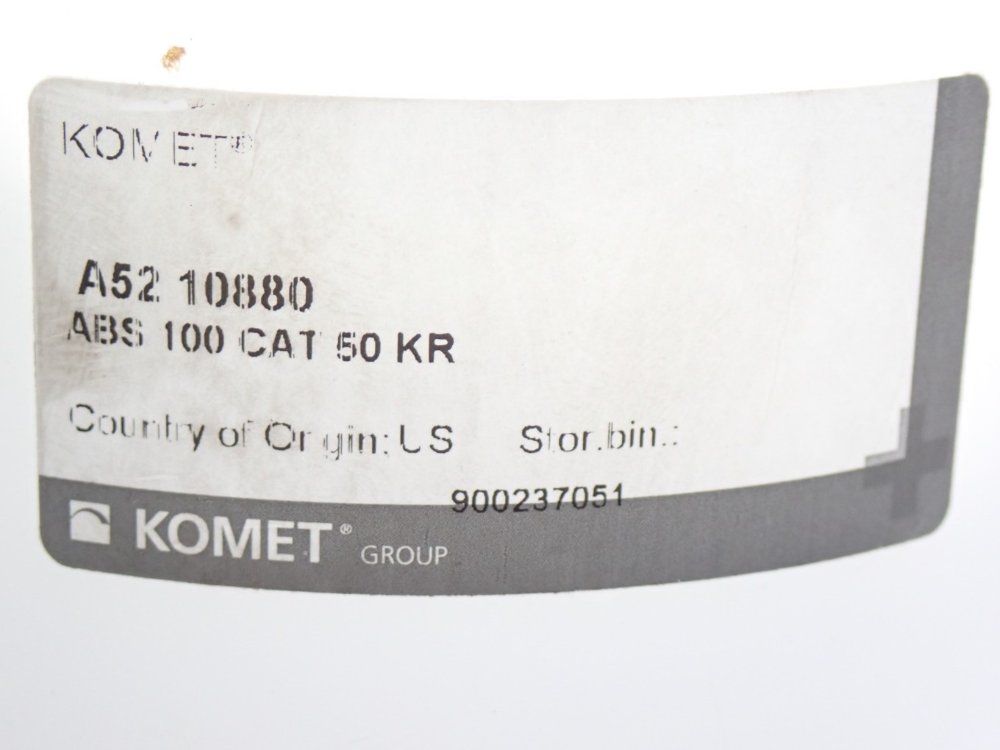 KOMET®
A52 10880
ABS 100 CAT 50 KR
Country of Origin: US Stor.bin.:
900237051
KOMET® GROUP